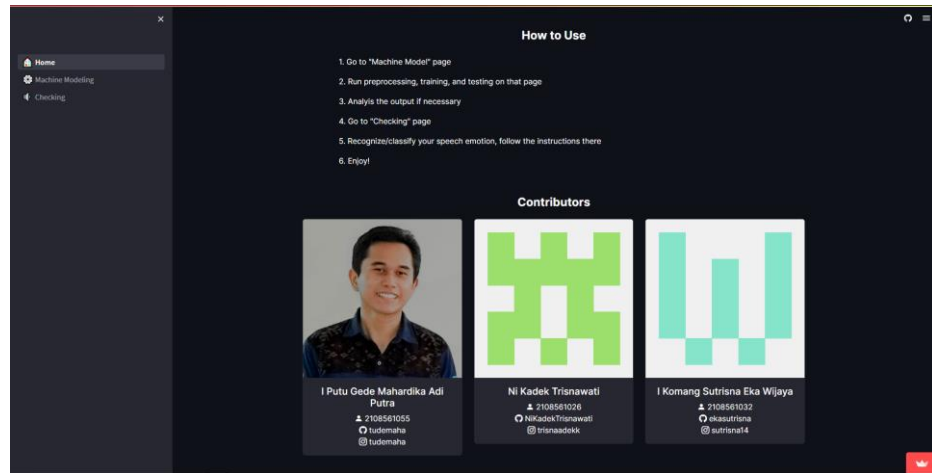 Home
Machine Modeling
Checking
How to Use
1. Go to "Machine Model" page
2. Run preprocessing, training, and testing on that page
3. Analyis the output if necessary
4. Go to "Checking" page
5. Recognize/classify your speech emotion, follow the instructions there
6. Enjoy!
Contributors
I Putu Gede Mahardika Adi
Putra
2108561055
tudemaha
tudemaha
Ni Kadek Trisnawati
2108561026
NiKadekTrisnawati
trisnaadekk
I Komang Sutrisna Eka Wijaya
2108561032
ekasutrisna
sutrisna14